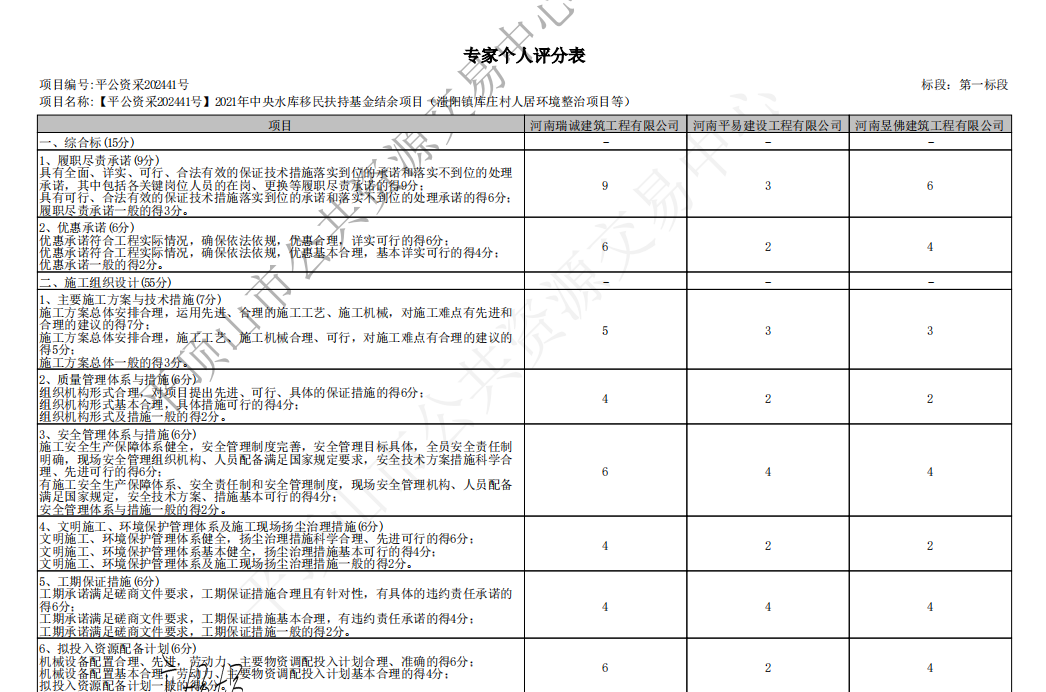 专家个人评分表
项目编号:平公资采202441号
标段: 第一标段
项目名称:【平公资采202441号】2021年中央水库移民扶持基金结余项目（滍阳镇库庄村人居环境整治项目等）
项目 河南瑞诚建筑工程有限公司 河南平易建设工程有限公司 河南昱佛建筑工程有限公司
一、综合标(15分) - - -
1、履职尽责承诺(9分)
具有全面、详实、可行、合法有效的保证技术措施落实到位的承诺和落实不到位的处理
承诺，其中包括各关键岗位人员的在岗、更换等履职尽责承诺的得9分;
具有可行、合法有效的保证技术措施落实到位的承诺和落实不到位的处理承诺的得6分;
履职尽责承诺一般的得3分。
9 3 6
2、优惠承诺(6分)
优惠承诺符合工程实际情况，确保依法依规，优惠合理，详实可行的得6分;
优惠承诺符合工程实际情况，确保依法依规，优惠基本合理，基本详实可行的得4分;
优惠承诺一般的得2分。
6 2 4
二、施工组织设计(55分) - - -
1、主要施工方案与技术措施(7分)
施工方案总体安排合理，运用先进、合理的施工工艺、施工机械，对施工难点有先进和
合理的建议的得7分;
施工方案总体安排合理，施工工艺、施工机械合理、可行，对施工难点有合理的建议的
得5分;
施工方案总体一般的得3分。
5 3 3
2、质量管理体系与措施(6分)
组织机构形式合理，对项目提出先进、可行、具体的保证措施的得6分;
组织机构形式基本合理，具体措施可行的得4分;
组织机构形式及措施一般的得2分。
4 2 2
3、安全管理体系与措施(6分)
施工安全生产保障体系健全，安全管理制度完善，安全管理目标具体，全员安全责任制
明确，现场安全管理组织机构、人员配备满足国家规定要求，安全技术方案措施科学合
理、先进可行的得6分;
有施工安全生产保障体系、安全责任制和安全管理制度，现场安全管理机构、人员配备
满足国家规定，安全技术方案、措施基本可行的得4分;
安全管理体系与措施一般的得2分。
6 4 4
4、文明施工、环境保护管理体系及施工现场扬尘治理措施(6分)
文明施工、环境保护管理体系健全，扬尘治理措施科学合理、先进可行的得6分;
文明施工、环境保护管理体系基本健全，扬尘治理措施基本可行的得4分;
文明施工、环境保护管理体系及施工现场扬尘治理措施一般的得2分。
4 2 2
5、工期保证措施(6分)
工期承诺满足磋商文件要求，工期保证措施合理且有针对性，有具体的违约责任承诺的
得6分;
工期承诺满足磋商文件要求，工期保证措施基本合理，有违约责任承诺的得4分;
工期承诺满足磋商文件要求，工期保证措施一般的得2分。
4 4 4
6、拟投入资源配备计划(6分)
机械设备配置合理、先进，劳动力、主要物资调配投入计划合理、准确的得6分;
机械设备配置基本合理，劳动力、主要物资调配投入计划基本合理的得4分;
拟投入资源配备计划一般的得2分。
6 2 4
平顶山市公共资源交易中心
平顶山市公共资源交易中心